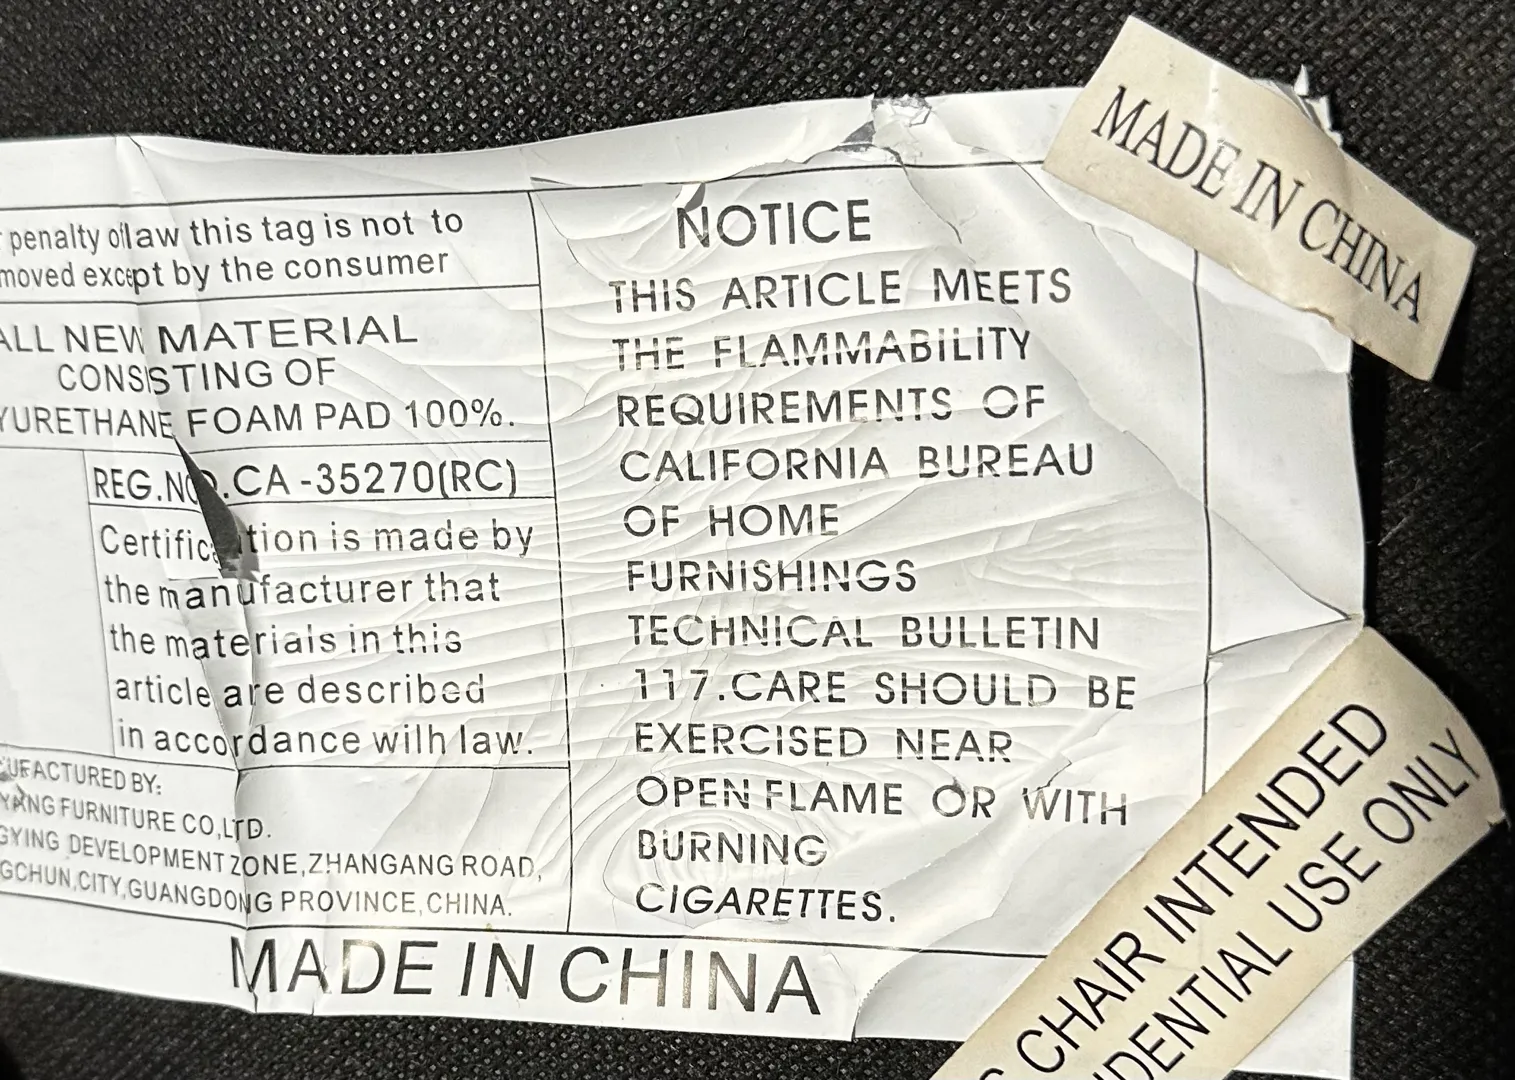 penalty of law this tag is not to
moved except by the consumer
ALL NEW MATERIAL
CONSISTING OF
YURETHANE FOAM PAD 100%.
REG.NO.CA -35270(RC)
Certification is made by
the manufacturer that
the materials in this
article are described
in accordance wilh law.
UFACTURED BY:
YANG FURNITURE CO,LTD.
GYING DEVELOPMENT ZONE,ZHANGANG ROAD,
GCHUN,CITY,GUANGDONG PROVINCE,CHINA.
NOTICE
THIS ARTICLE MEETS
THE FLAMMABILITY
REQUIREMENTS OF
CALIFORNIA BUREAU
OF HOME
FURNISHINGS
TECHNICAL BULLETIN
117.CARE SHOULD BE
EXERCISED NEAR
OPEN FLAME OR WITH
BURNING
CIGARETTES.
MADE IN CHINA
MADE IN CHINA
CHAIR INTENDED
IDENTIAL USE ONLY